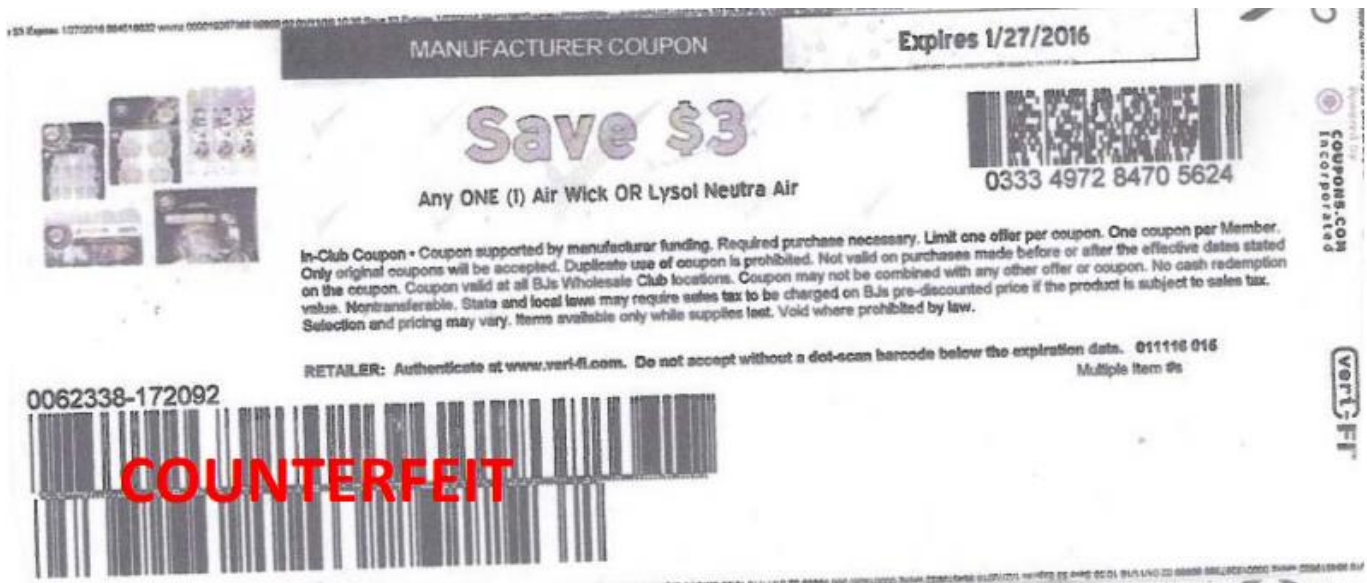 MANUFACTURER COUPON
Expires 1/27/2016
Save $3
Any ONE (1) Air Wick OR Lysol Neutra Air
0333 4972 8470 5624
In-Club Coupon • Coupon supported by manufacturer funding. Required purchase necessary. Limit one offer per coupon. One coupon per Member.
Only original coupons will be accepted. Duplicate use of coupon is prohibited. Not valid on purchases made before or after the effective dates stated
on the coupon. Coupon valid at all BJs Wholesale Club locations. Coupon may not be combined with any other offer or coupon. No cash redemption
value. Nontransferable. State and local laws may require sales tax to be charged on BJs pre-discounted price if the product is subject to sales tax.
Selection and pricing may vary. Items available only while supplies last. Void where prohibited by law.
RETAILER: Authenticate at www.veri-fi.com. Do not accept without a dot-scan barcode below the expiration date. 011116 016
Multiple Item #s
0062338-172092
COUNTERFEIT
Powered by
COUPONS.COM
Incorporated
veri-fi™